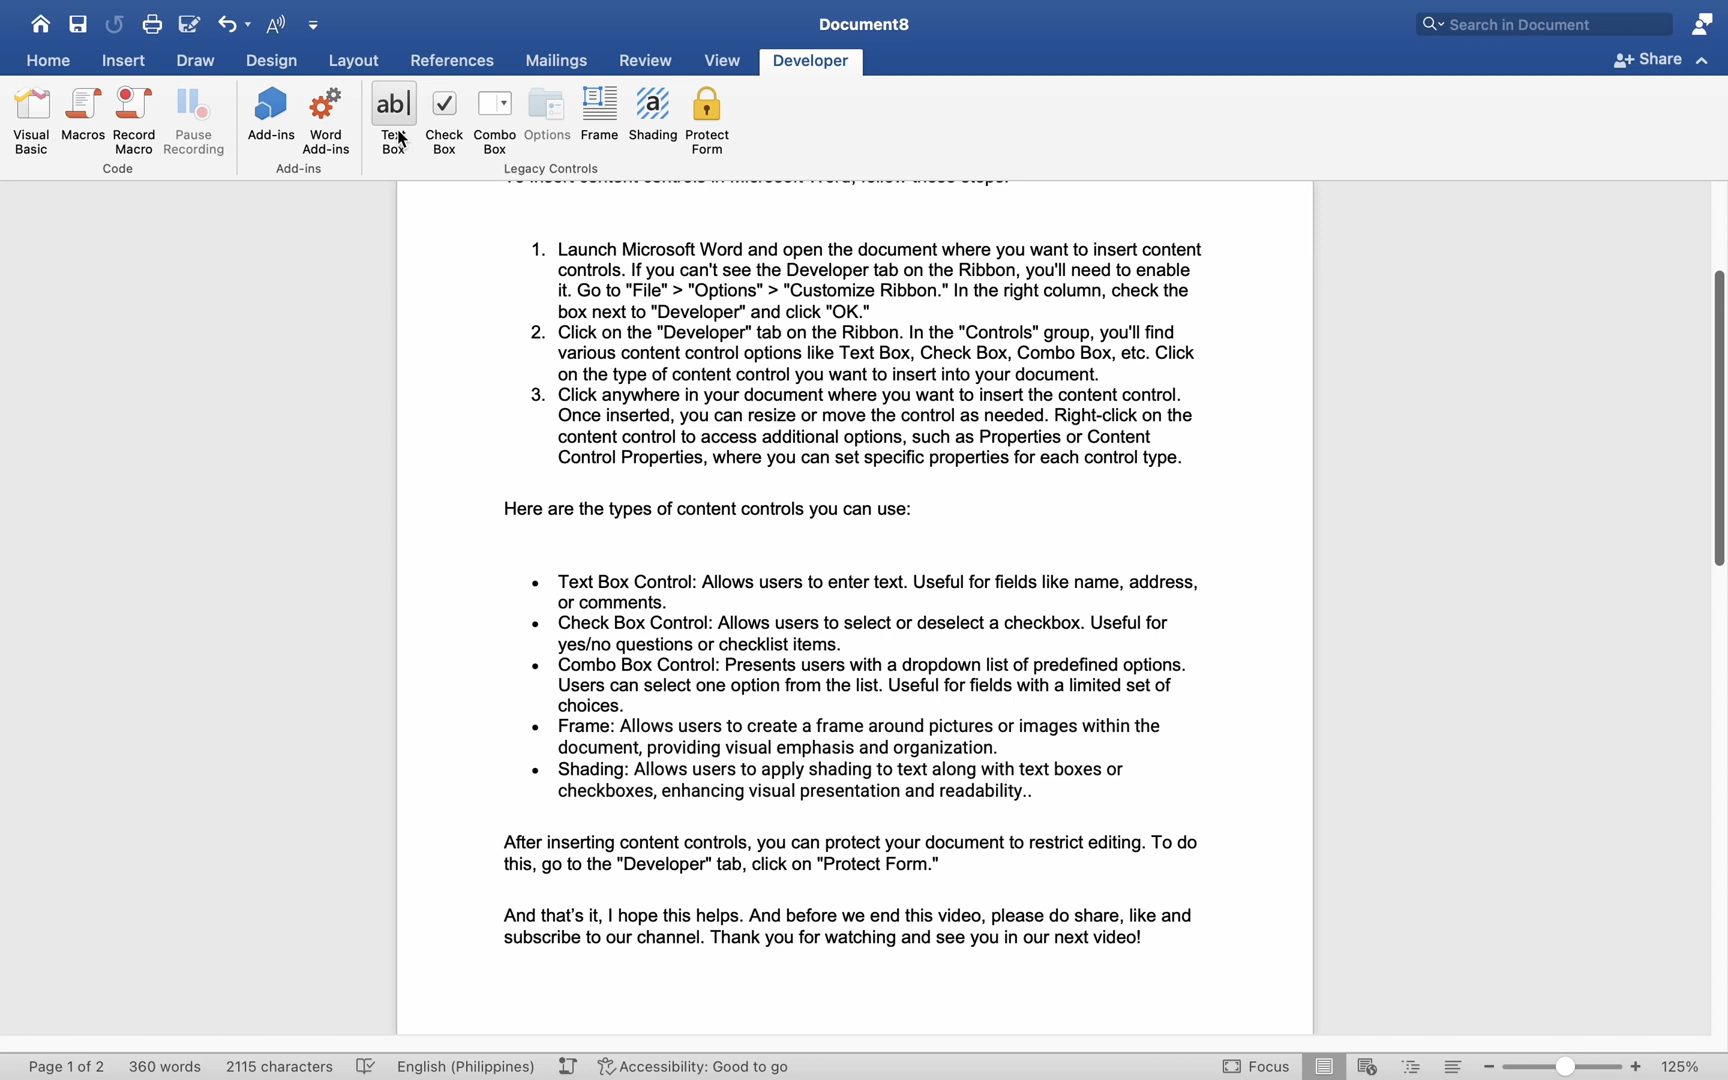 Document8
Search in Document
Home Insert Draw Design Layout References Mailings Review View Developer
Share
Visual Basic
Macros
Record Macro
Pause Recording
Add-ins
Word Add-ins
ab|
Text Box
Check Box
Combo Box
Options
Frame
Shading
Protect Form
Code
Add-ins
Legacy Controls
To insert content controls in Microsoft Word, follow these steps:
1. Launch Microsoft Word and open the document where you want to insert content
controls. If you can't see the Developer tab on the Ribbon, you'll need to enable
it. Go to "File" > "Options" > "Customize Ribbon." In the right column, check the
box next to "Developer" and click "OK."
2. Click on the "Developer" tab on the Ribbon. In the "Controls" group, you'll find
various content control options like Text Box, Check Box, Combo Box, etc. Click
on the type of content control you want to insert into your document.
3. Click anywhere in your document where you want to insert the content control.
Once inserted, you can resize or move the control as needed. Right-click on the
content control to access additional options, such as Properties or Content
Control Properties, where you can set specific properties for each control type.
Here are the types of content controls you can use:
• Text Box Control: Allows users to enter text. Useful for fields like name, address,
or comments.
• Check Box Control: Allows users to select or deselect a checkbox. Useful for
yes/no questions or checklist items.
• Combo Box Control: Presents users with a dropdown list of predefined options.
Users can select one option from the list. Useful for fields with a limited set of
choices.
• Frame: Allows users to create a frame around pictures or images within the
document, providing visual emphasis and organization.
• Shading: Allows users to apply shading to text along with text boxes or
checkboxes, enhancing visual presentation and readability..
After inserting content controls, you can protect your document to restrict editing. To do
this, go to the "Developer" tab, click on "Protect Form."
And that's it, I hope this helps. And before we end this video, please do share, like and
subscribe to our channel. Thank you for watching and see you in our next video!
Page 1 of 2 360 words 2115 characters English (Philippines) Accessibility: Good to go Focus 125%